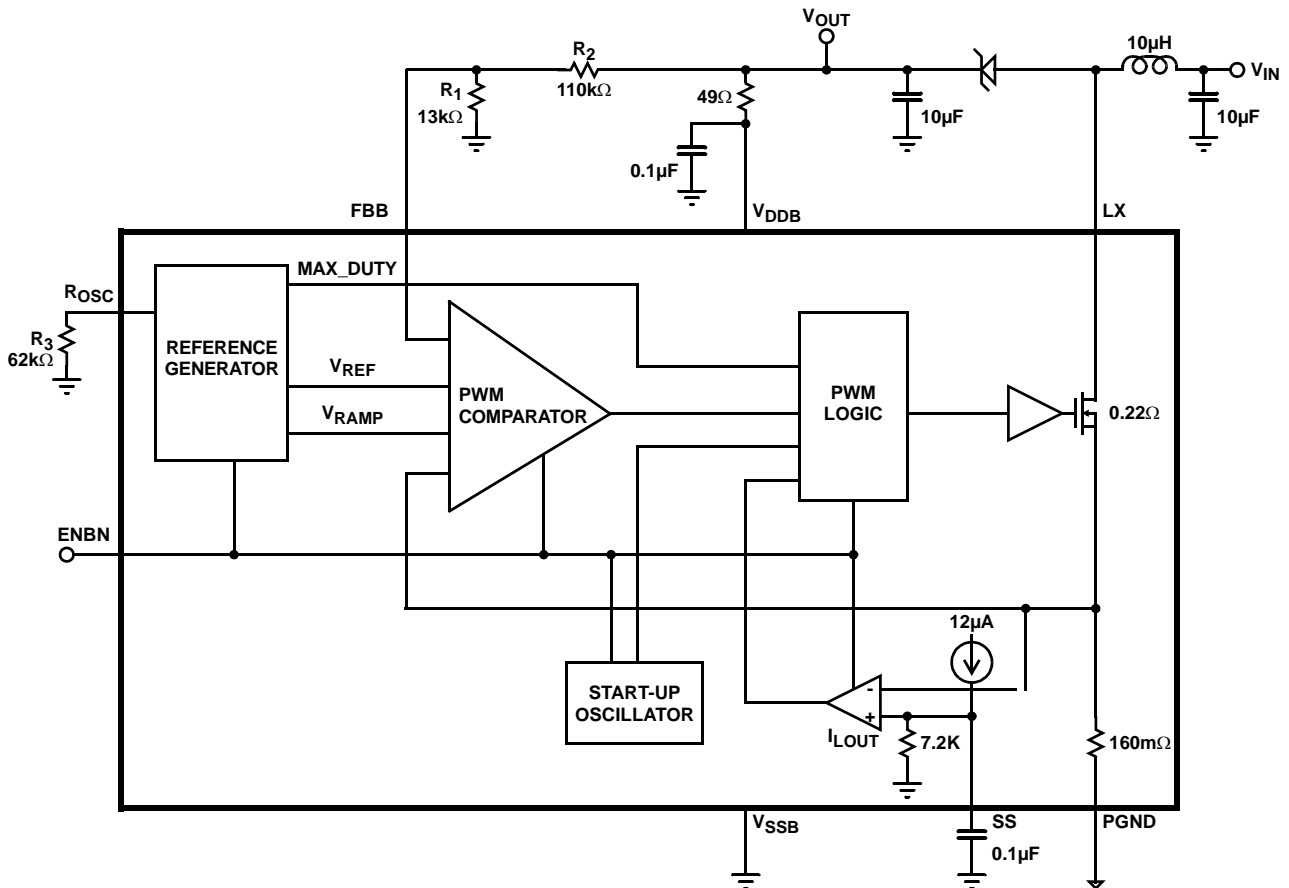 VOUT
R2
110kΩ
R1
13kΩ
49Ω
0.1µF
10µF
10µH
VIN
10µF
FBB
VDDB
LX
MAX_DUTY
ROSC
R3
62kΩ
REFERENCE
GENERATOR
VREF
VRAMP
PWM
COMPARATOR
PWM
LOGIC
0.22Ω
ENBN
12µA
START-UP
OSCILLATOR
-
+
ILOUT
7.2K
160mΩ
VSSB
SS
PGND
0.1µF